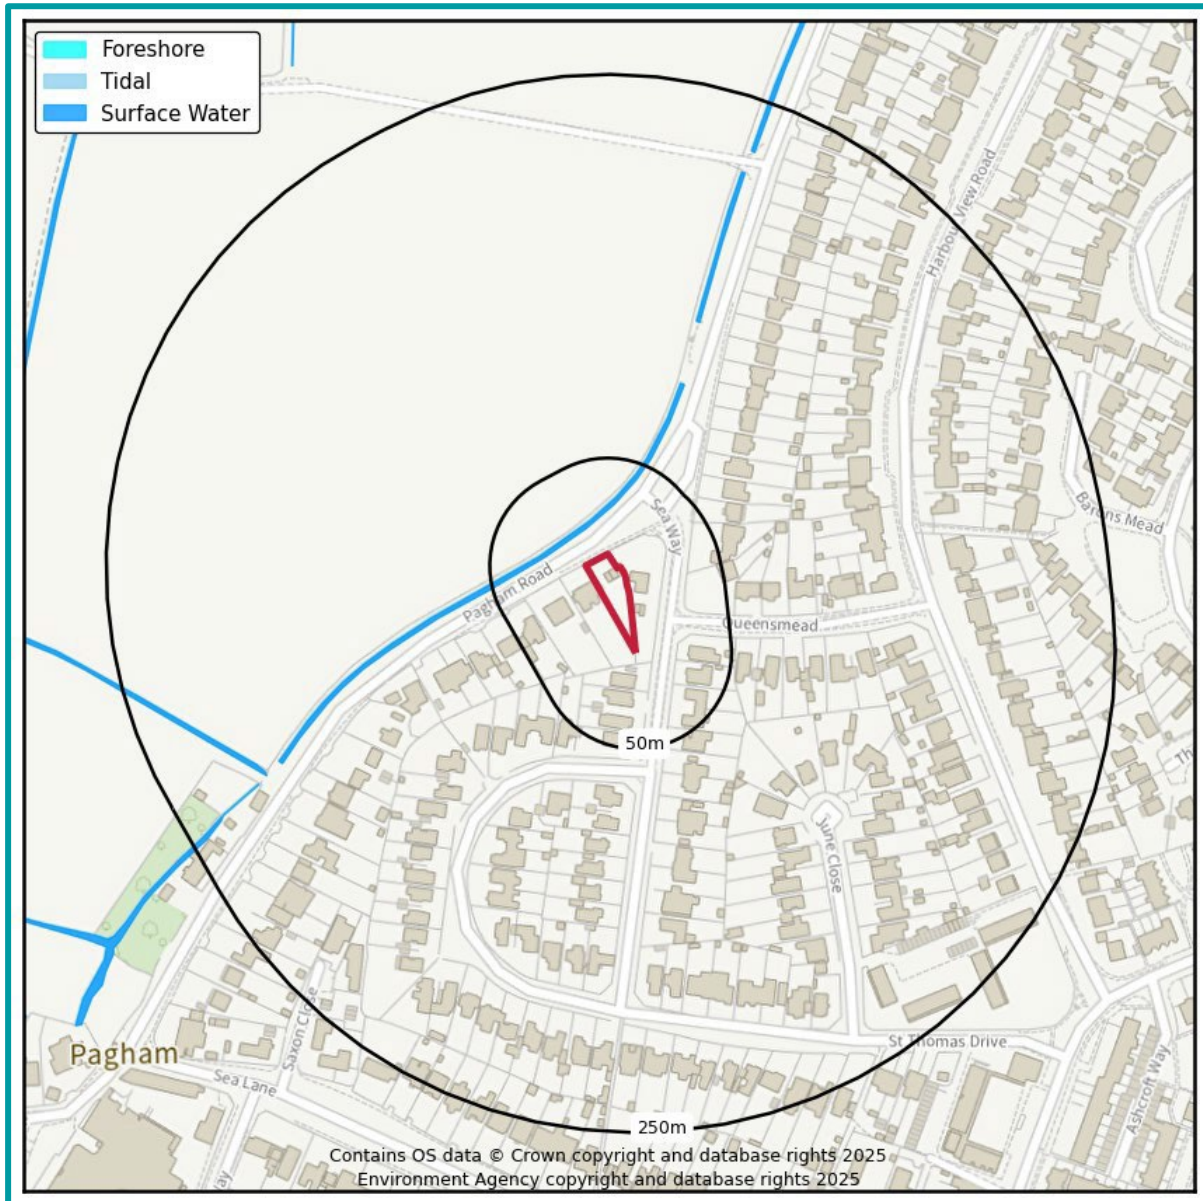 Foreshore
Tidal
Surface Water
Harbour View Road
Sea Way
Barons Mead
Pagham Road
Queensmead
50m
June Close
Th
Saxon Close
St Thomas Drive
Pagham
Sea Lane
Ashcroft Way
250m
Contains OS data © Crown copyright and database rights 2025
Environment Agency copyright and database rights 2025